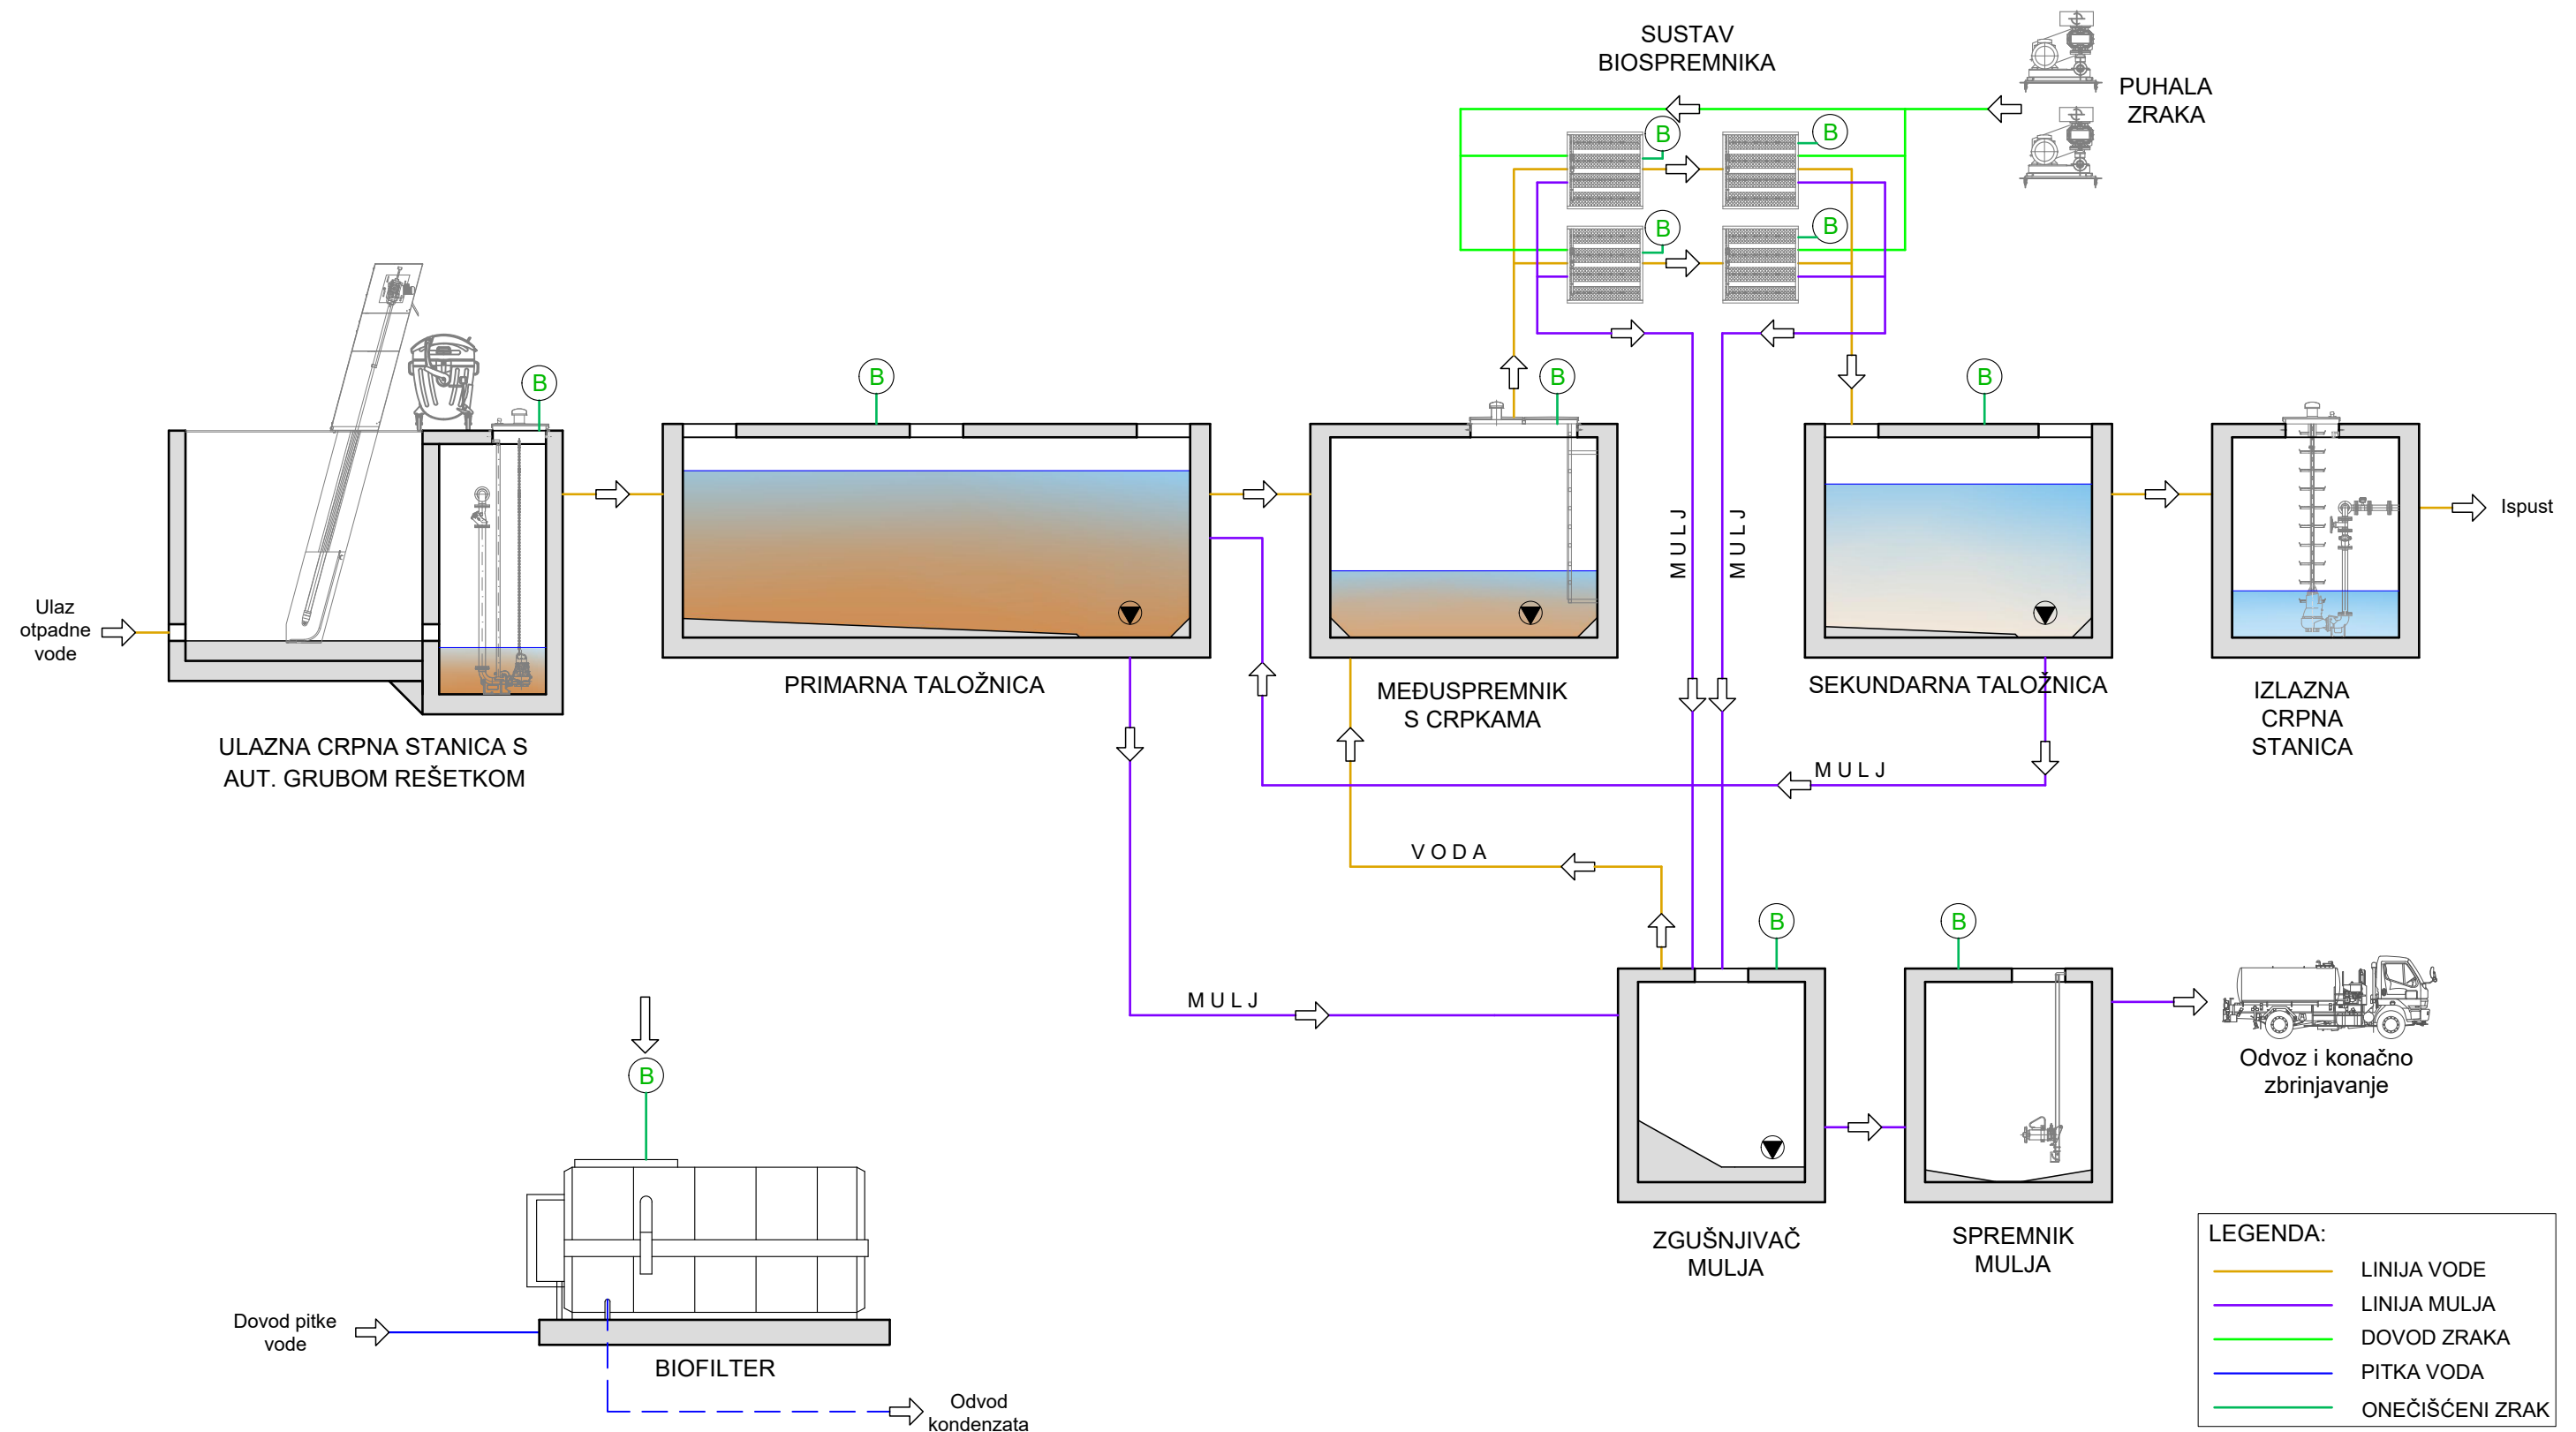 SUSTAV
BIOSPREMNIKA
PUHALA
ZRAKA
B
B
B
B
B
B
B
B
Ulaz
otpadne
vode
Ispust
MULJ
MULJ
PRIMARNA TALOŽNICA
MEĐUSPREMNIK
S CRPKAMA
SEKUNDARNA TALOŽNICA
IZLAZNA
CRPNA
STANICA
ULAZNA CRPNA STANICA S
AUT. GRUBOM REŠETKOM
MULJ
VODA
B
B
MULJ
B
Odvoz i konačno
zbrinjavanje
ZGUŠNJIVAČ
MULJA
SPREMNIK
MULJA
Dovod pitke
vode
BIOFILTER
Odvod
kondenzata
LEGENDA:
LINIJA VODE
LINIJA MULJA
DOVOD ZRAKA
PITKA VODA
ONEČIŠĆENI ZRAK